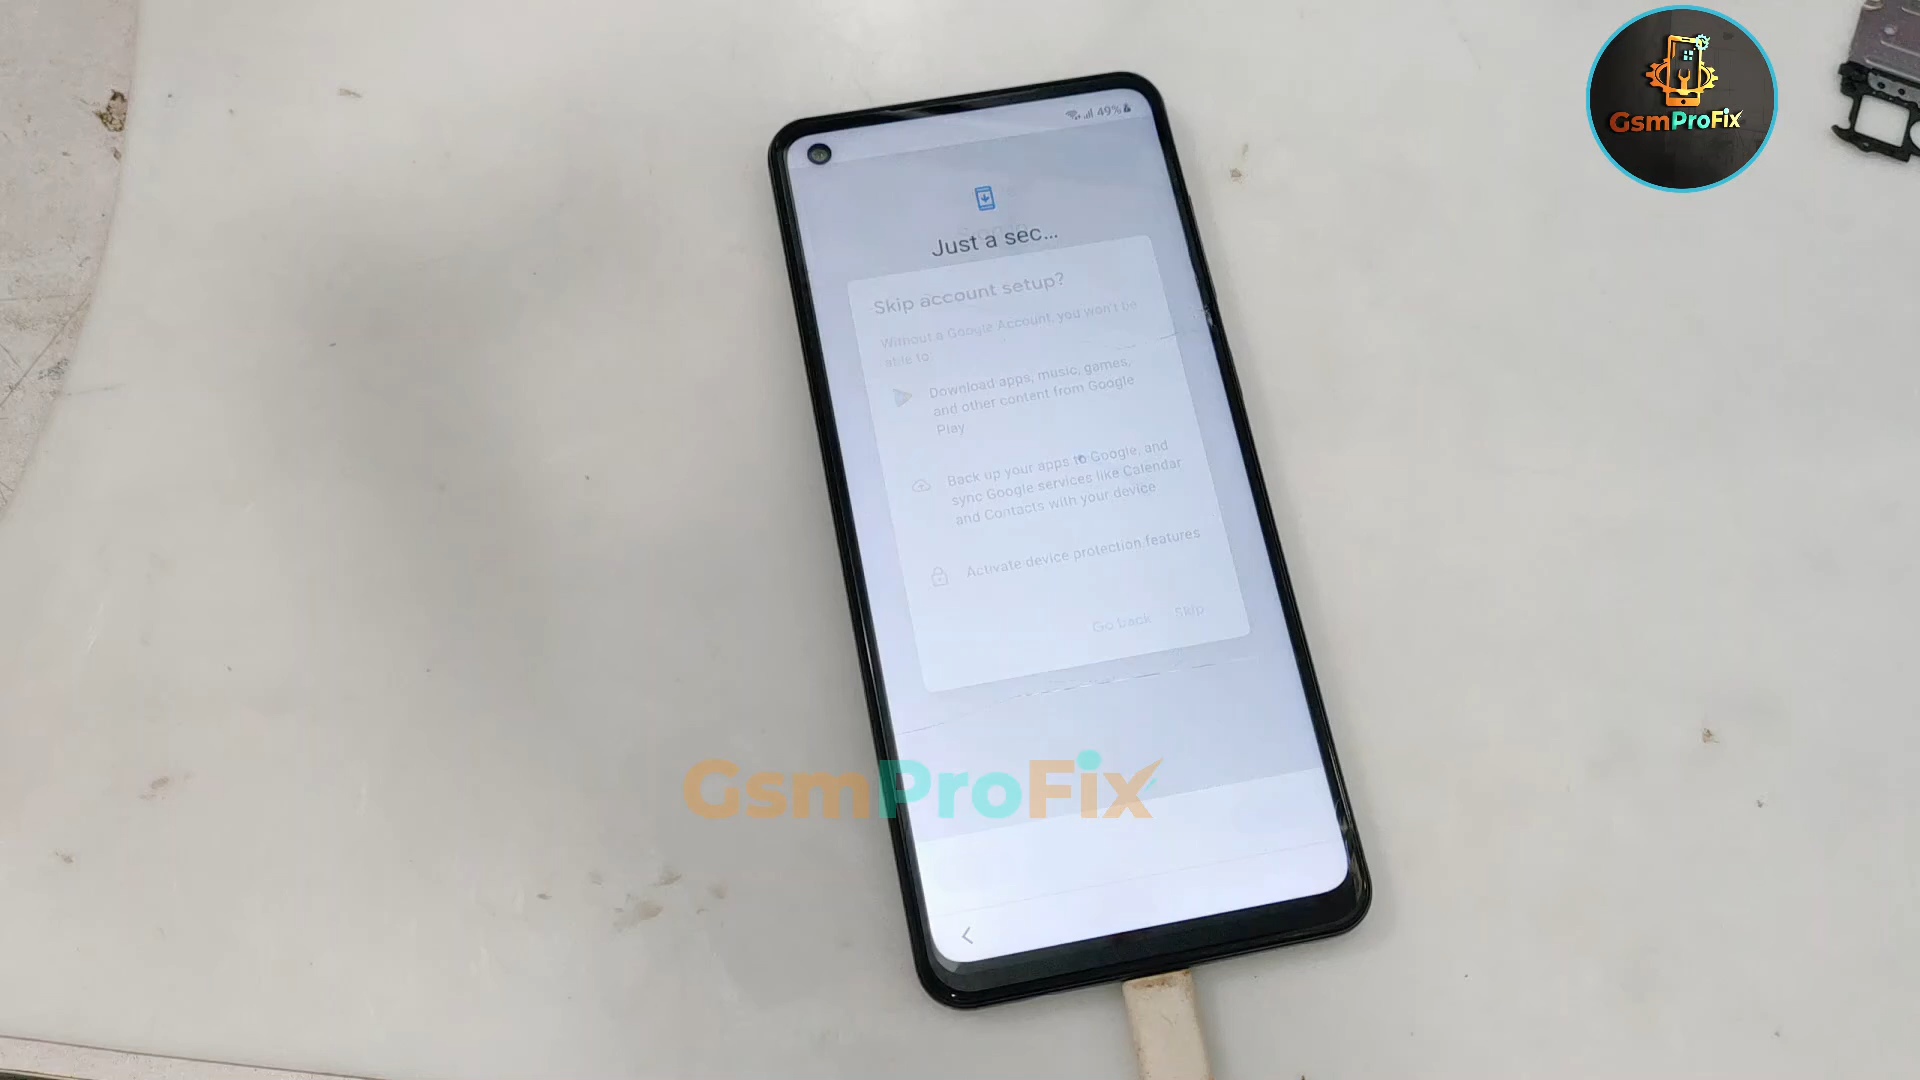 GsmProFix
49%
Just a sec...
Skip account setup?
Without a Google Account, you won't be
able to
Download apps, music, games,
and other content from Google
Play
Back up your apps to Google, and
sync Google services like Calendar
and Contacts with your device
Activate device protection features
Go back Skip
GsmProFix